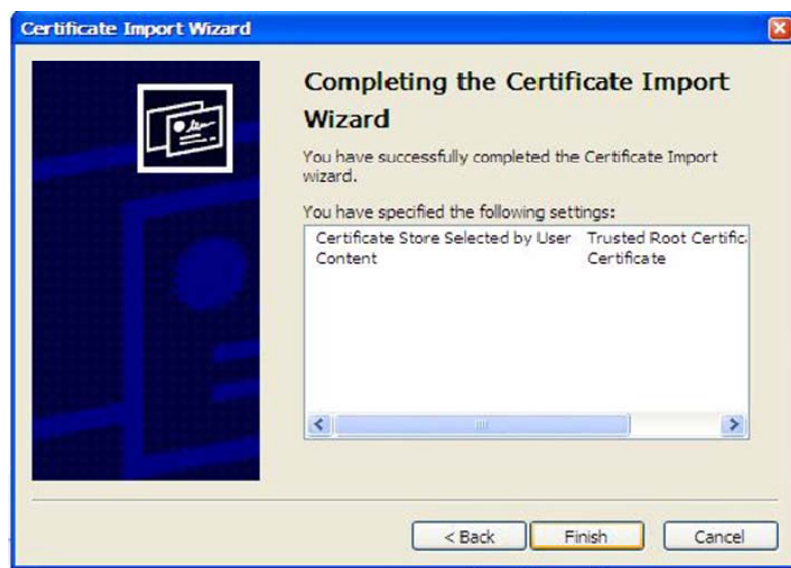 Certificate Import Wizard
Completing the Certificate Import
Wizard
You have successfully completed the Certificate Import
wizard.
You have specified the following settings:
Certificate Store Selected by User Trusted Root Certific
Content Certificate
< Back Finish Cancel